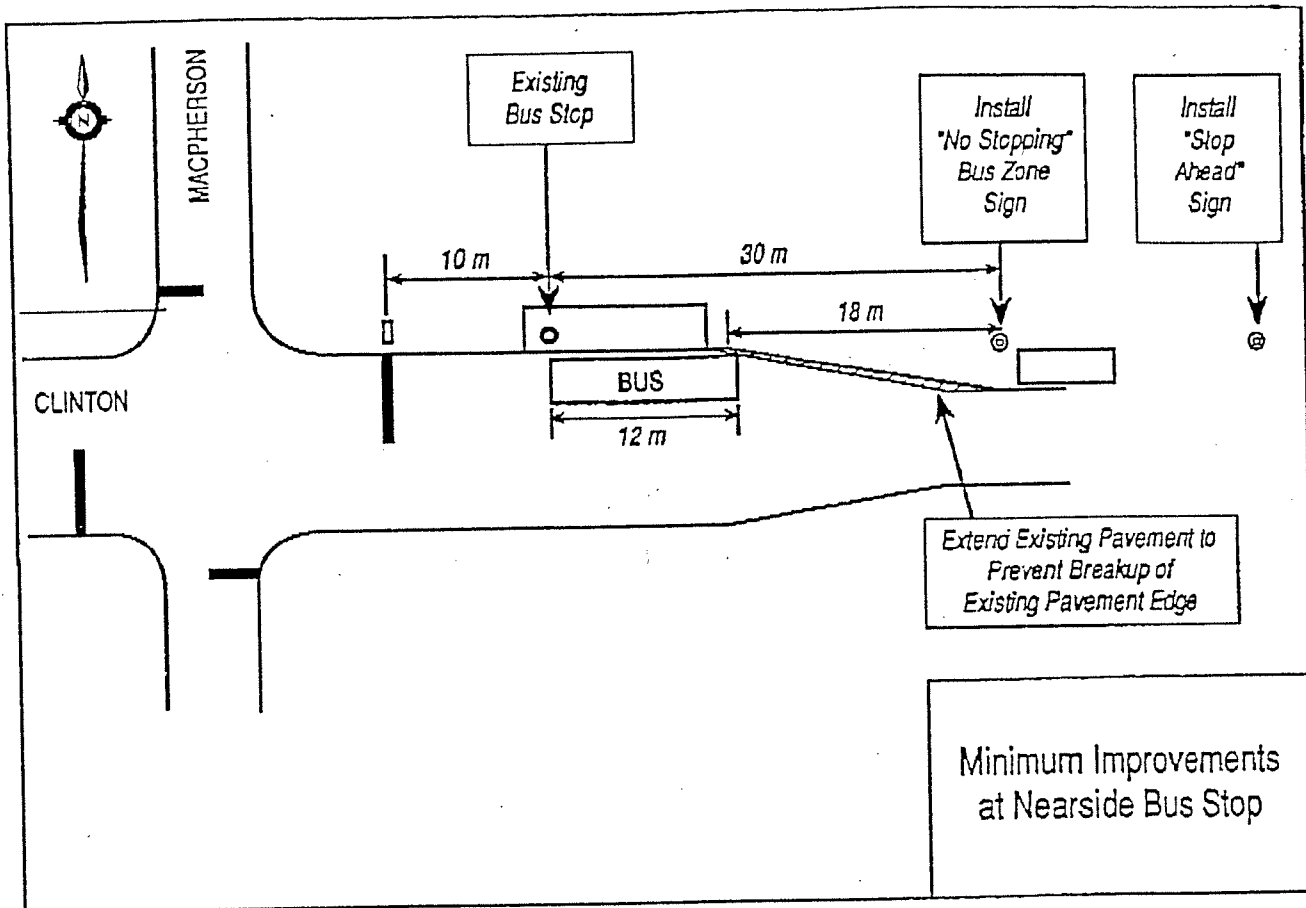 MACPHERSON
Existing
Bus Stop
Install
"No Stopping"
Bus Zone
Sign
Install
"Stop
Ahead"
Sign
N
10 m
30 m
18 m
CLINTON
BUS
12 m
Extend Existing Pavement to
Prevent Breakup of
Existing Pavement Edge
Minimum Improvements
at Nearside Bus Stop